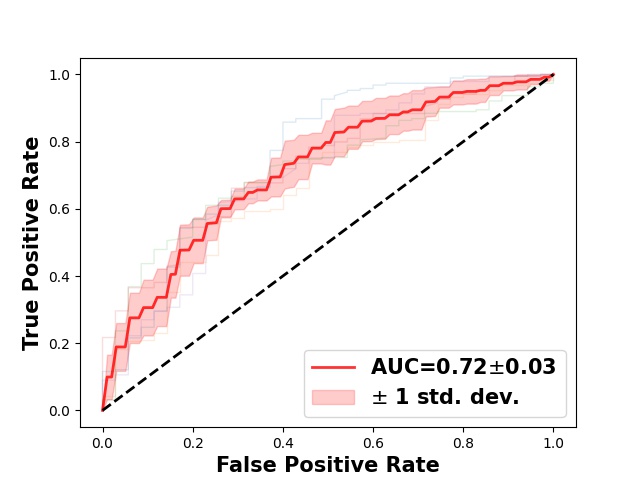 1.0
0.8
0.6
0.4
0.2
0.0
True Positive Rate
AUC=0.72±0.03
± 1 std. dev.
0.0 0.2 0.4 0.6 0.8 1.0
False Positive Rate